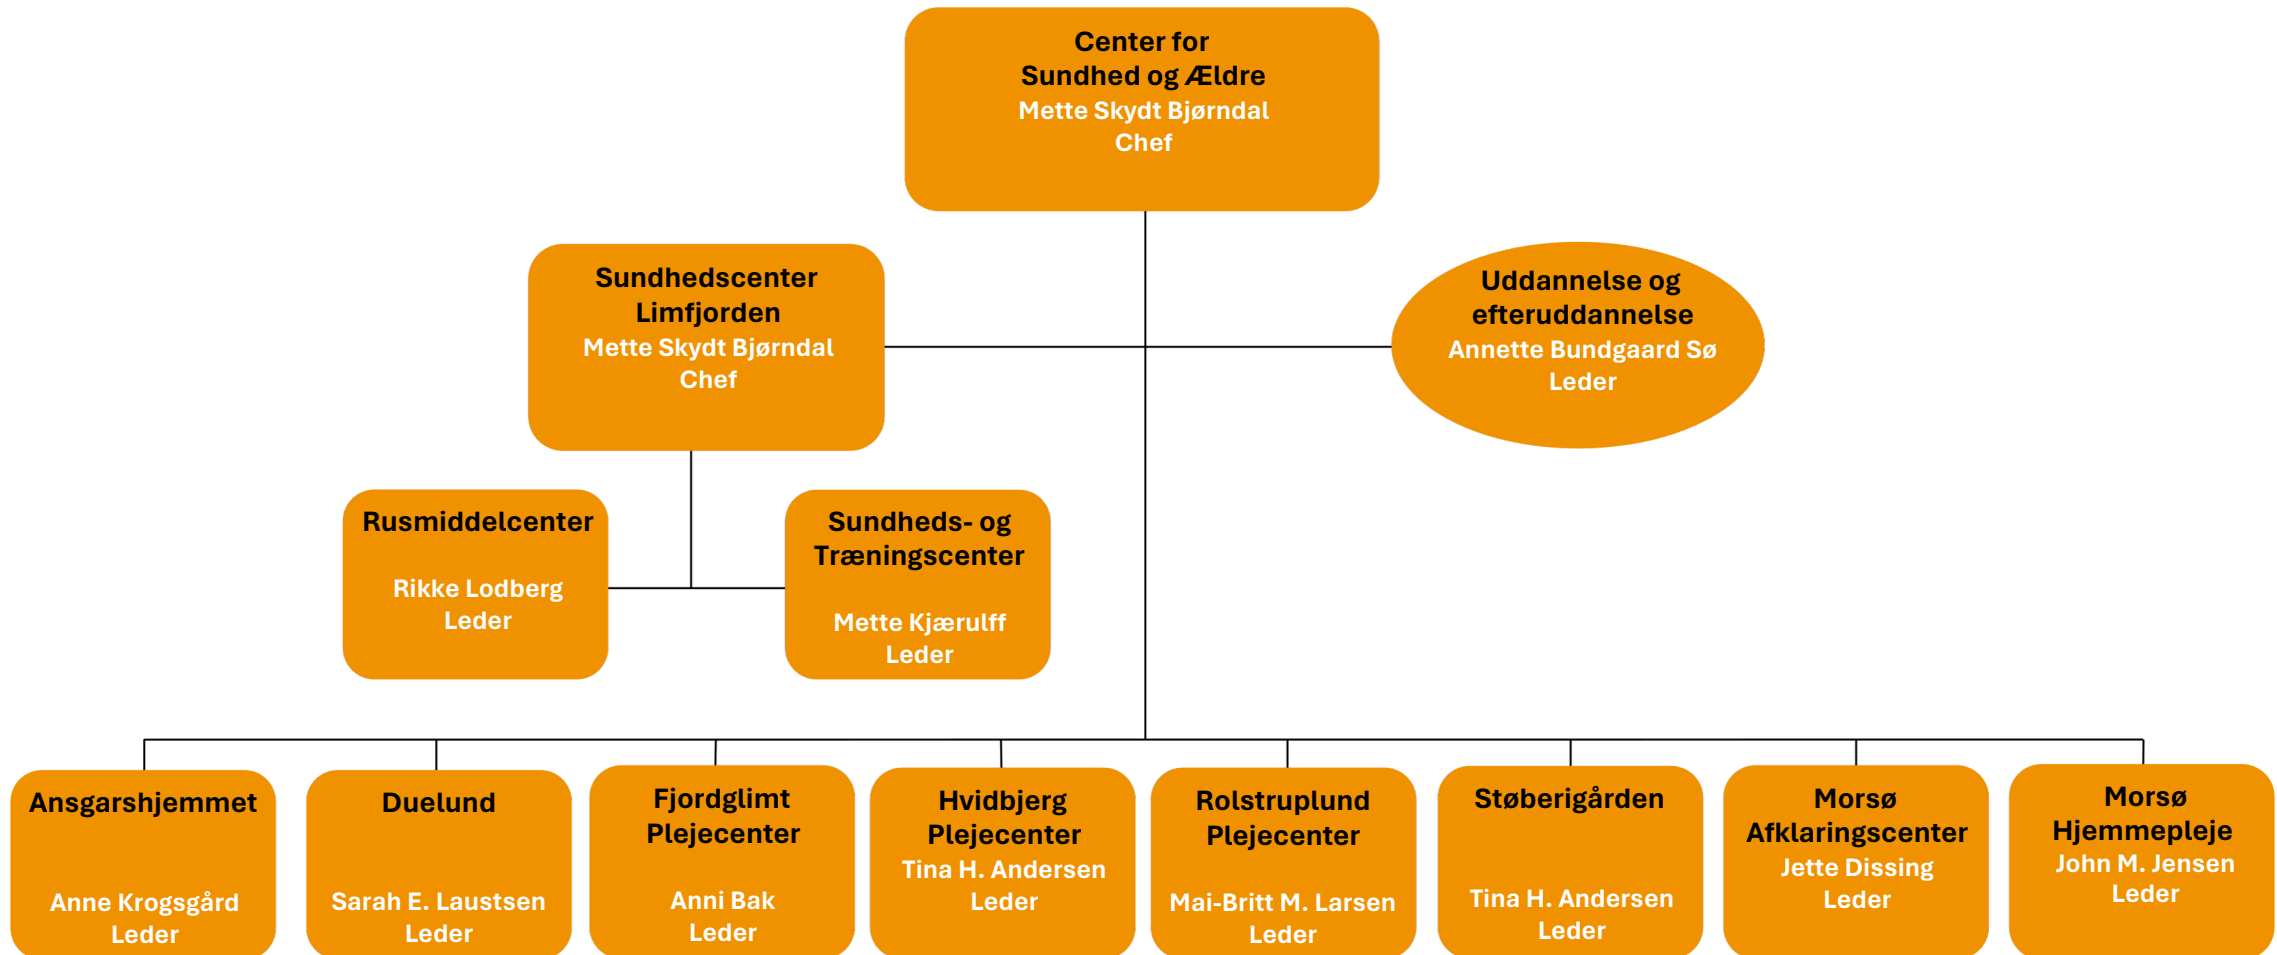 Center for
Sundhed og Ældre
Mette Skydt Bjørndal
Chef
Sundhedscenter
Limfjorden
Mette Skydt Bjørndal
Chef
Uddannelse og
efteruddannelse
Annette Bundgaard Sø
Leder
Rusmiddelcenter
Rikke Lodberg
Leder
Sundheds- og
Træningscenter
Mette Kjærulff
Leder
Ansgarshjemmet
Anne Krogsgård
Leder
Duelund
Sarah E. Laustsen
Leder
Fjordglimt
Plejecenter
Anni Bak
Leder
Hvidbjerg
Plejecenter
Tina H. Andersen
Leder
Rolstruplund
Plejecenter
Mai-Britt M. Larsen
Leder
Støberigården
Tina H. Andersen
Leder
Morsø
Afklaringscenter
Jette Dissing
Leder
Morsø
Hjemmepleje
John M. Jensen
Leder